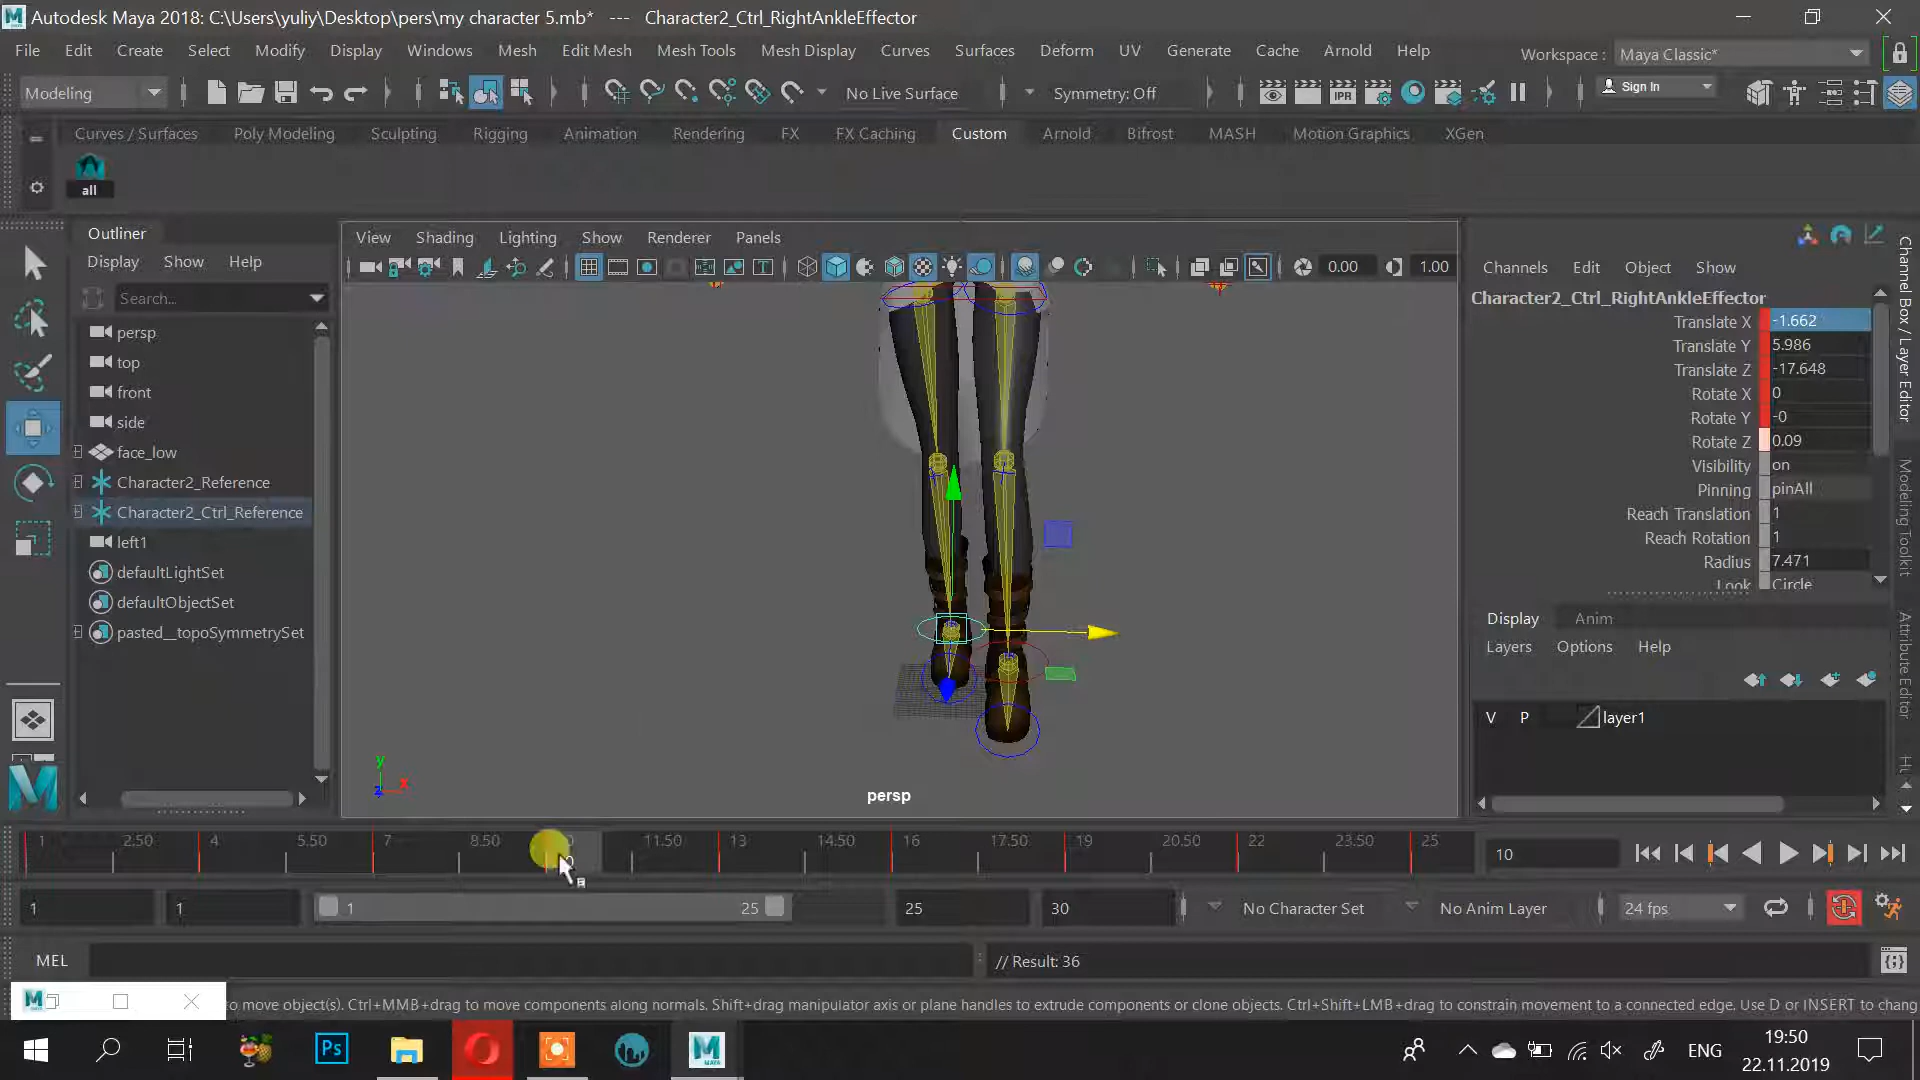 Autodesk Maya 2018: C:\Users\yuliy\Desktop\pers\my character 5.mb*   ---   Character2_Ctrl_RightAnkleEffector
File Edit Create Select Modify Display Windows Mesh Edit Mesh Mesh Tools Mesh Display Curves Surfaces Deform UV Generate Cache Arnold Help Workspace : Maya Classic*
Modeling No Live Surface Symmetry: Off IPR Sign In
Curves / Surfaces Poly Modeling Sculpting Rigging Animation Rendering FX FX Caching Custom Arnold Bifrost MASH Motion Graphics XGen
all
Outliner
Display Show Help
Search...
persp
top
front
side
face_low
Character2_Reference
Character2_Ctrl_Reference
left1
defaultLightSet
defaultObjectSet
pasted__topoSymmetrySet
View Shading Lighting Show Renderer Panels
0.00 1.00
y
x
z
persp
Channels Edit Object Show
Character2_Ctrl_RightAnkleEffector
Translate X -1.662
Translate Y 5.986
Translate Z -17.648
Rotate X 0
Rotate Y -0
Rotate Z 0.09
Visibility on
Pinning pinAll
Reach Translation 1
Reach Rotation 1
Radius 7.471
Look Circle
Display Anim
Layers Options Help
V P layer1
Channel Box / Layer Editor
Modeling Toolkit
Attribute Editor
1 2.50 4 5.50 7 8.50 11.50 13 14.50 16 17.50 19 20.50 22 23.50 25 10
1 1 1 25 25 30 No Character Set No Anim Layer 24 fps
MEL // Result: 36
to move object(s). Ctrl+MMB+drag to move components along normals. Shift+drag manipulator axis or plane handles to extrude components or clone objects. Ctrl+Shift+LMB+drag to constrain movement to a connected edge. Use D or INSERT to chang
Ps
MAYA
ENG
19:50
22.11.2019